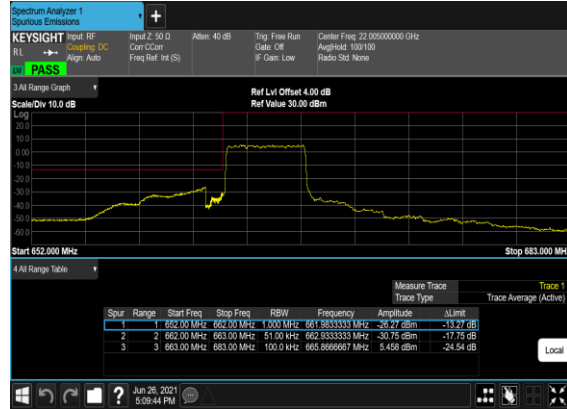 Spectrum Analyzer 1
Spurious Emissions
KEYSIGHT Input: RF Input Z: 50 Ω Atten: 40 dB Trig: Free Run Center Freq: 22.005000000 GHz
RL Coupling: DC Corr CCorr Gate: Off Avg|Hold: 100/100
Align: Auto Freq Ref: Int (S) IF Gain: Low Radio Std: None
PASS
3 All Range Graph
Ref Lvl Offset 4.00 dB
Scale/Div 10.0 dB Ref Value 30.00 dBm
Log
20.0
10.0
0.00
-10.0
-20.0
-30.0
-40.0
-50.0
-60.0
Start 652.000 MHz Stop 683.000 MH
4 All Range Table
Measure Trace Trace 1
Trace Type Trace Average (Active)
Spur Range Start Freq Stop Freq RBW Frequency Amplitude ΔLimit
1 1 652.00 MHz 662.00 MHz 1.000 MHz 661.9833333 MHz -26.27 dBm -13.27 dB
2 2 662.00 MHz 663.00 MHz 51.00 kHz 662.9333333 MHz -30.75 dBm -17.75 dB
3 3 663.00 MHz 683.00 MHz 100.0 kHz 665.8666667 MHz 5.458 dBm -24.54 dB
Local
Jun 26, 2021
5:09:44 PM